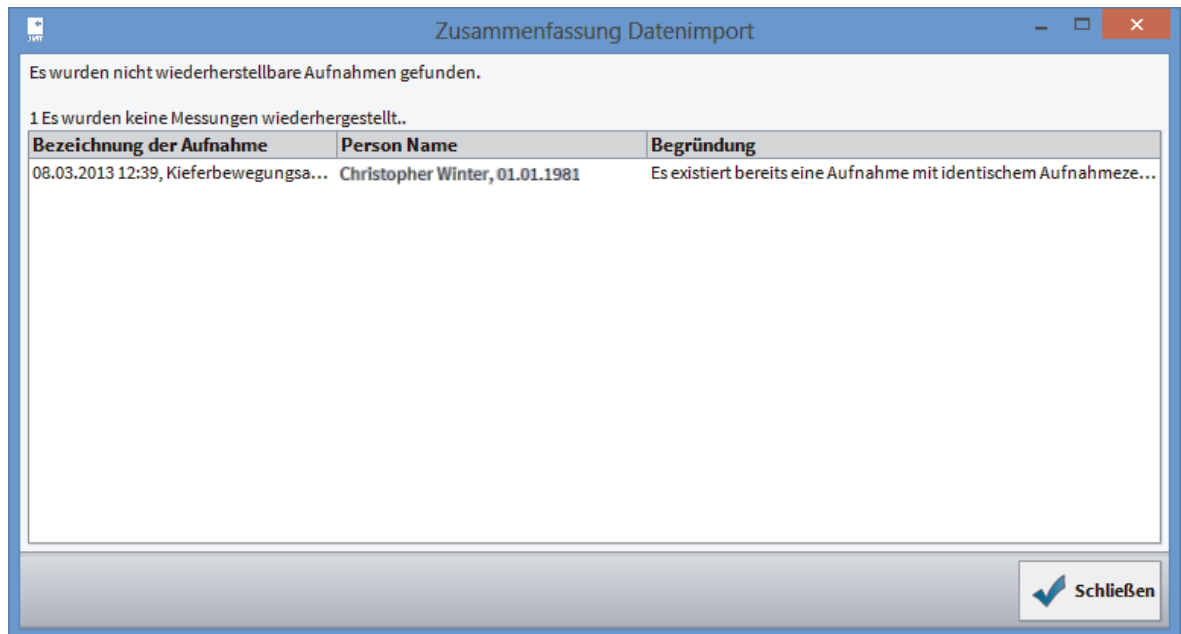 Zusammenfassung Datenimport
Es wurden nicht wiederherstellbare Aufnahmen gefunden.
1 Es wurden keine Messungen wiederhergestellt..
Bezeichnung der Aufnahme Person Name Begründung
08.03.2013 12:39, Kieferbewegungsa... Christopher Winter, 01.01.1981 Es existiert bereits eine Aufnahme mit identischem Aufnahmeze...
Schließen